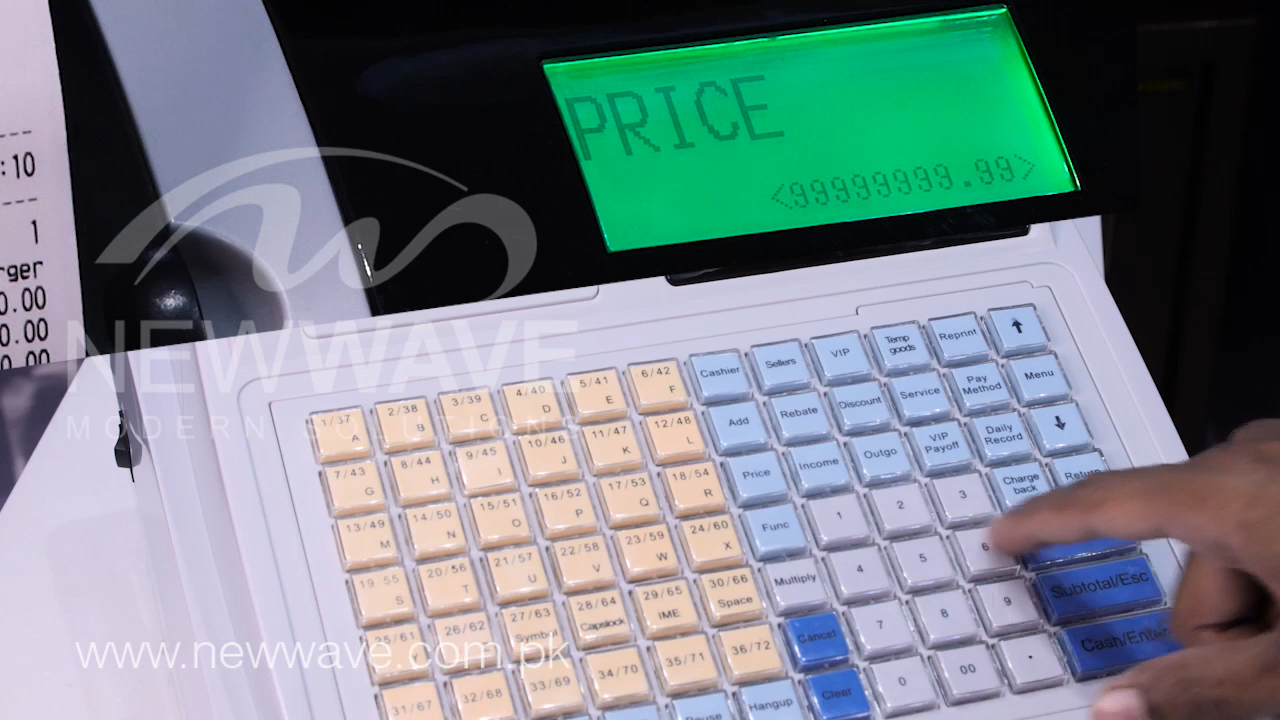 PRICE
<99999999.99>
:10
1
rger
0.00
0.00
0.00
NEWWAVE
MODERN SOLUTIONS
1/37 A
2/38 B
3/39 C
4/40 D
5/41 E
6/42 F
Cashier
Sellers
VIP
Temp goods
Reprint
↑
7/43 G
8/44 H
9/45 I
10/46 J
11/47 K
12/48 L
Add
Rebate
Discount
Service
Pay Method
Menu
13/49 M
14/50 N
15/51 O
16/52 P
17/53 Q
18/54 R
Price
Income
Outgo
VIP Payoff
Daily Record
↓
19 55 S
20/56 T
21/57 U
22/58 V
23/59 W
24/60 X
Func
1
2
3
Charge back
Return
25/61
26/62
27/63 Symbol
28/64 Capslock
29/65 IME
30/66 Space
Multiply
4
5
6
31/67
32/68
33/69
34/70
35/71
36/72
Cancel
7
8
9
Subtotal/Esc
Pause
Hangup
Clear
0
00
.
Cash/Enter
www.newwave.com.pk